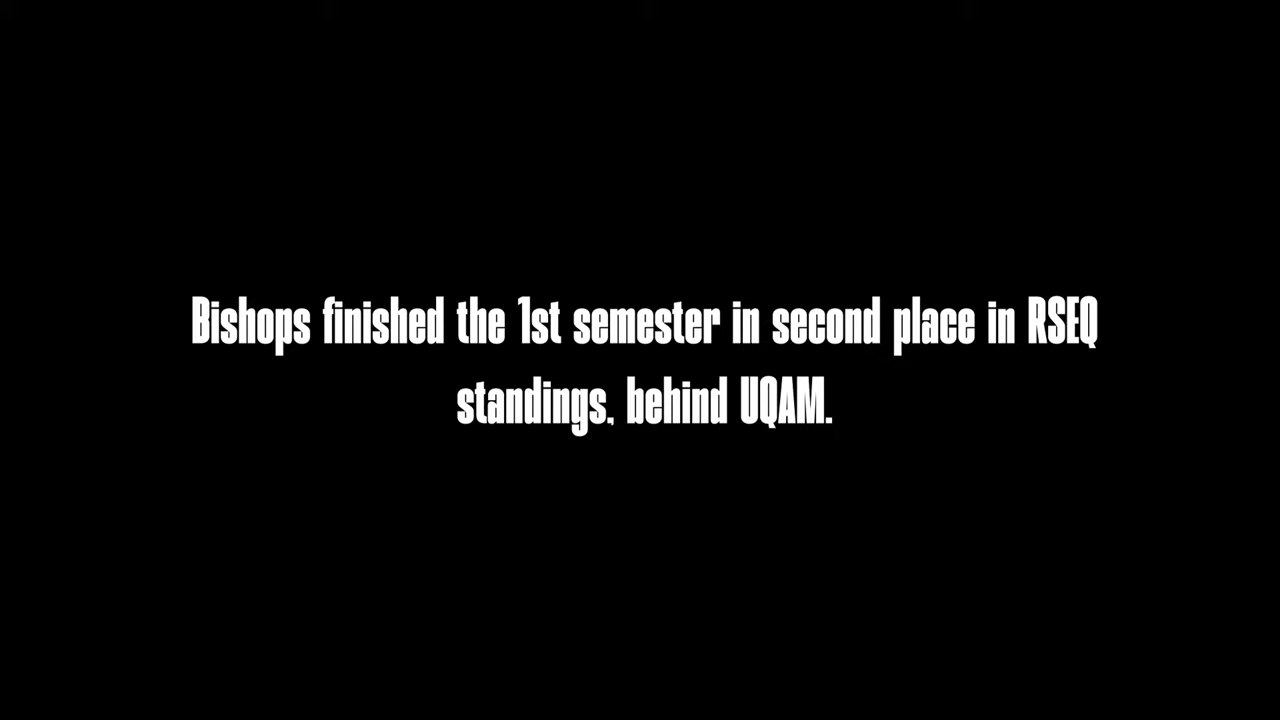 Bishops finished the 1st semester in second place in RSEQ
standings, behind UQAM.